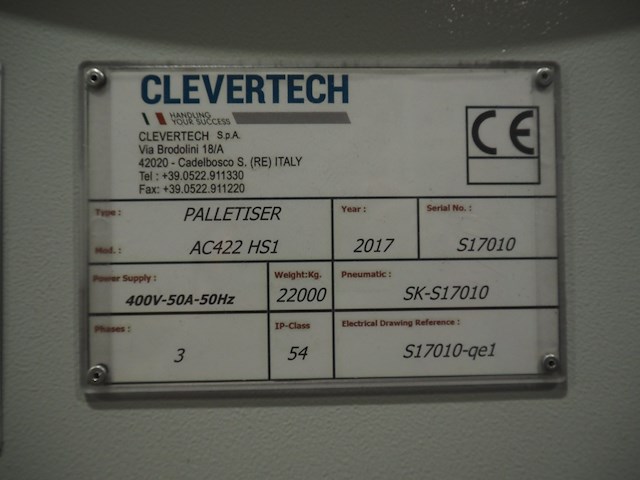 CLEVERTECH
HANDLING
YOUR SUCCESS
CLEVERTECH S.p.A.
Via Brodolini 18/A
42020 - Cadelbosco S. (RE) ITALY
Tel : +39.0522.911330
Fax: +39.0522.911220
CE
Type : PALLETISER
Mod. : AC422 HS1
Year : 2017
Serial No. : S17010
Power Supply : 400V-50A-50Hz
Weight:Kg. 22000
Pneumatic : SK-S17010
Phases : 3
IP-Class 54
Electrical Drawing Reference : S17010-qe1